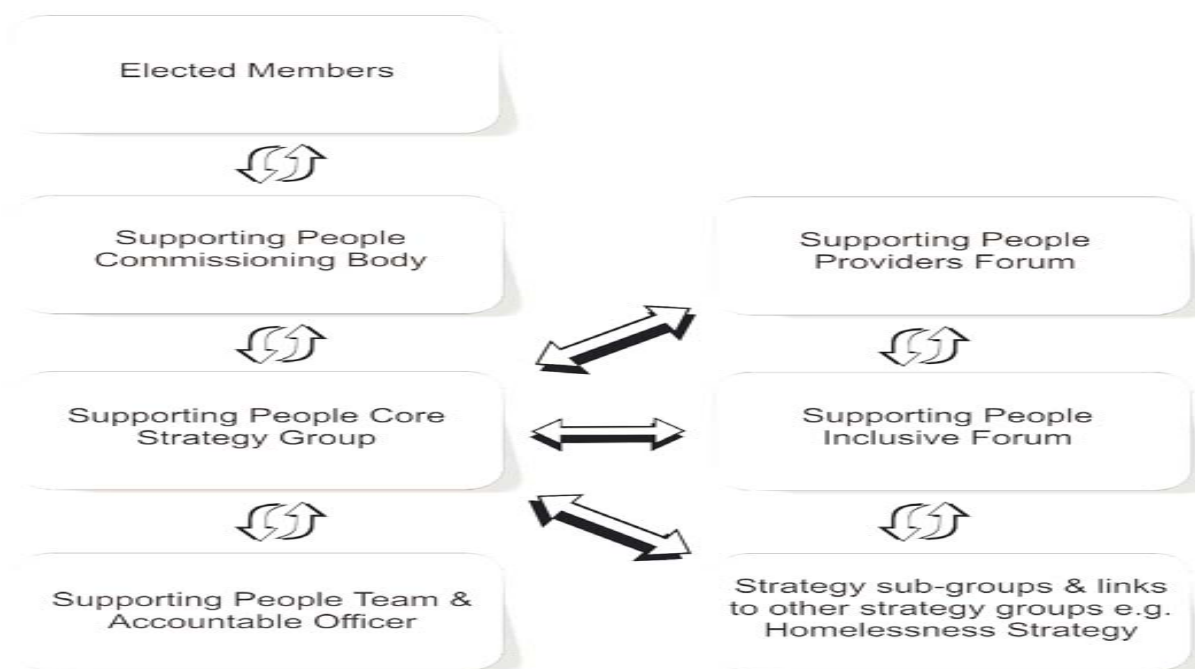 Elected Members
Supporting People
Commissioning Body
Supporting People
Providers Forum
Supporting People Core
Strategy Group
Supporting People
Inclusive Forum
Supporting People Team &
Accountable Officer
Strategy sub-groups & links
to other strategy groups e.g.
Homelessness Strategy